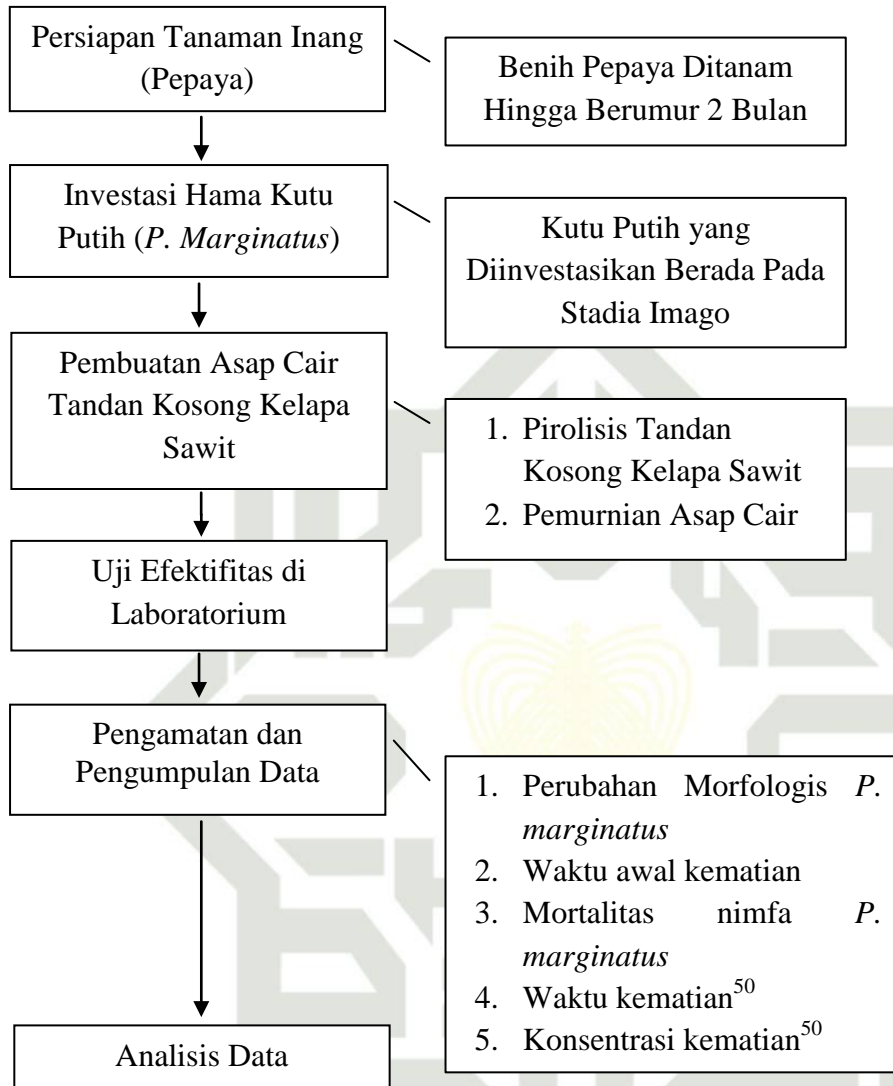 Persiapan Tanaman Inang
(Pepaya)
Benih Pepaya Ditanam
Hingga Berumur 2 Bulan
Investasi Hama Kutu
Putih (P. Marginatus)
Kutu Putih yang
Diinvestasikan Berada Pada
Stadia Imago
Pembuatan Asap Cair
Tandan Kosong Kelapa
Sawit
1. Pirolisis Tandan
Kosong Kelapa Sawit
2. Pemurnian Asap Cair
Uji Efektifitas di
Laboratorium
Pengamatan dan
Pengumpulan Data
1. Perubahan Morfologis P.
marginatus
2. Waktu awal kematian
3. Mortalitas nimfa P.
marginatus
4. Waktu kematian⁵⁰
5. Konsentrasi kematian⁵⁰
Analisis Data